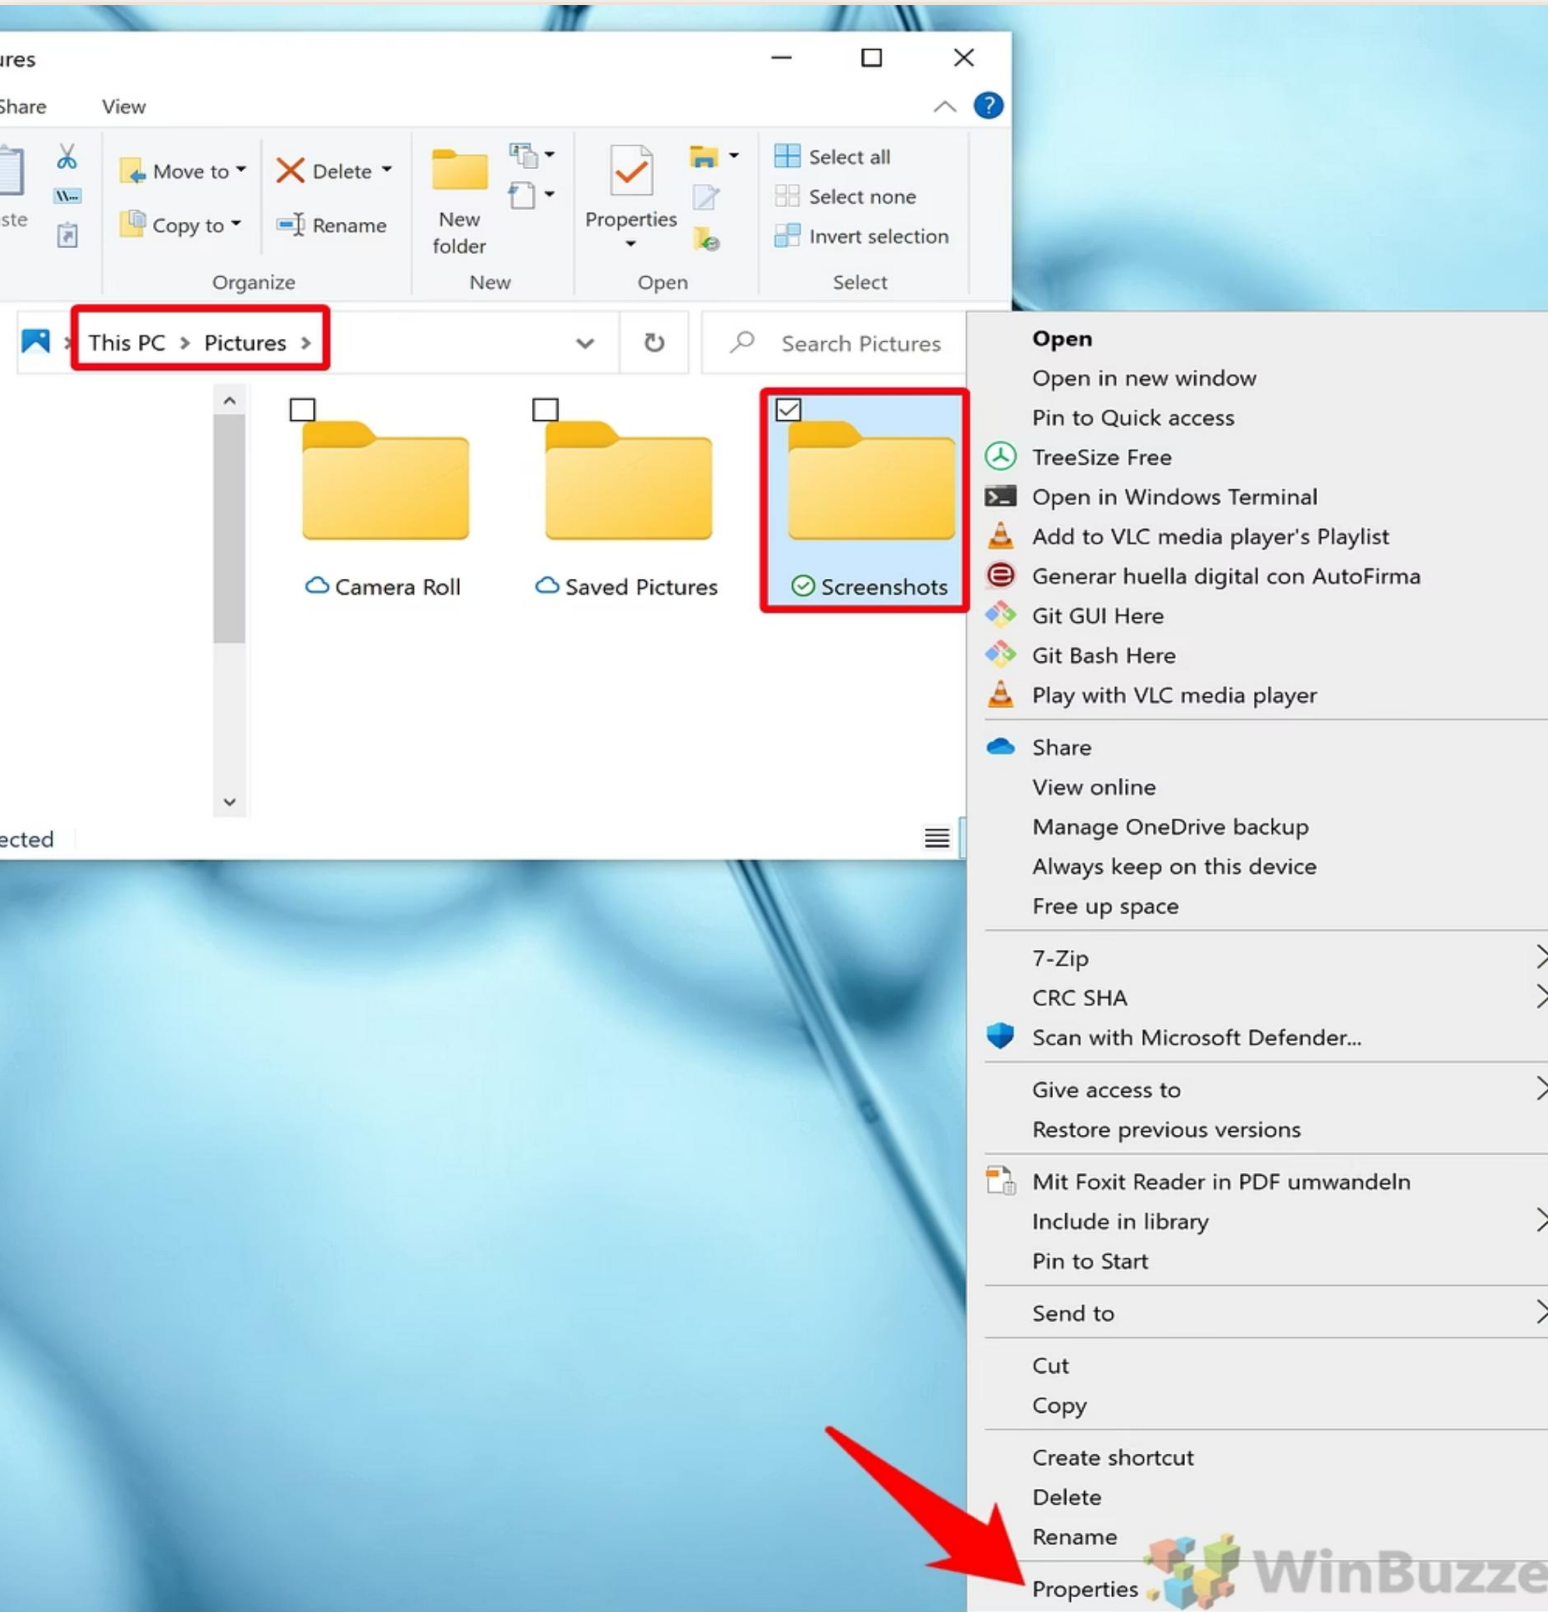 ures
Share View
?
Move to Delete
ste
Copy to Rename
New folder
Properties
Select all
Select none
Invert selection
Organize New Open Select
This PC > Pictures >
Search Pictures
Camera Roll
Saved Pictures
Screenshots
ected
Open
Open in new window
Pin to Quick access
TreeSize Free
Open in Windows Terminal
Add to VLC media player's Playlist
Generar huella digital con AutoFirma
Git GUI Here
Git Bash Here
Play with VLC media player
Share
View online
Manage OneDrive backup
Always keep on this device
Free up space
7-Zip
CRC SHA
Scan with Microsoft Defender...
Give access to
Restore previous versions
Mit Foxit Reader in PDF umwandeln
Include in library
Pin to Start
Send to
Cut
Copy
Create shortcut
Delete
Rename
Properties
WinBuzze